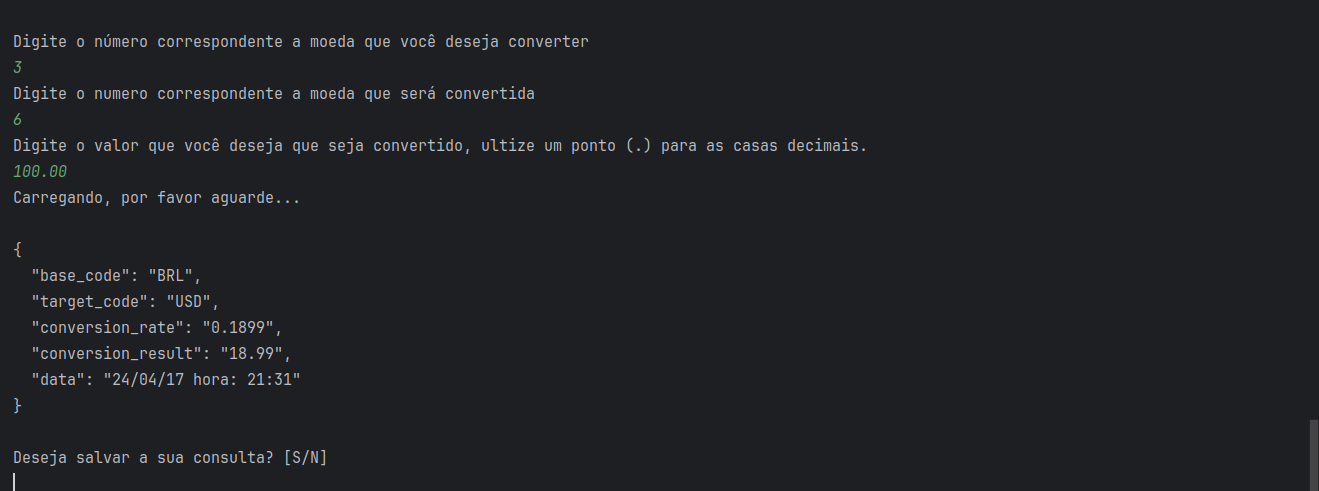 Digite o número correspondente a moeda que você deseja converter
3
Digite o numero correspondente a moeda que será convertida
6
Digite o valor que você deseja que seja convertido, ultize um ponto (.) para as casas decimais.
100.00
Carregando, por favor aguarde...
{
  "base_code": "BRL",
  "target_code": "USD",
  "conversion_rate": "0.1899",
  "conversion_result": "18.99",
  "data": "24/04/17 hora: 21:31"
}
Deseja salvar a sua consulta? [S/N]